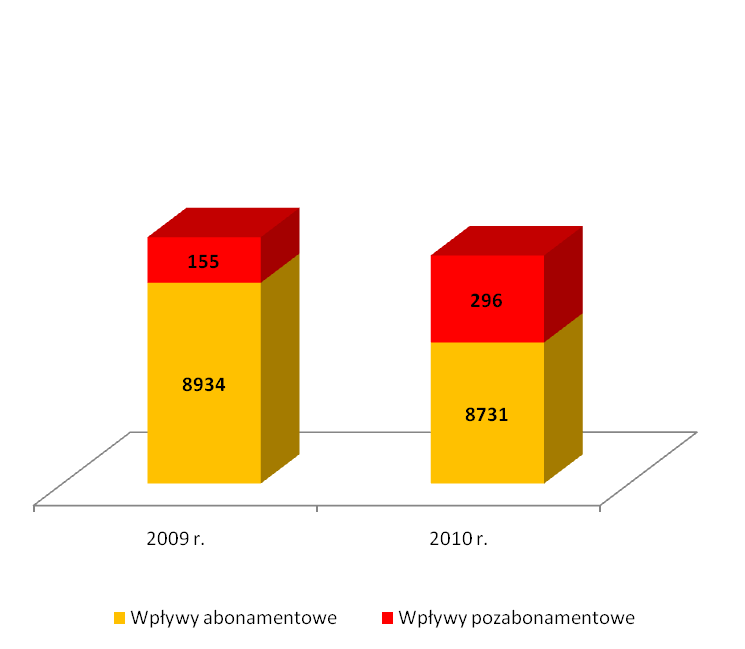 155
296
8934
8731
2009 r.
2010 r.
Wpływy abonamentowe
Wpływy pozabonamentowe